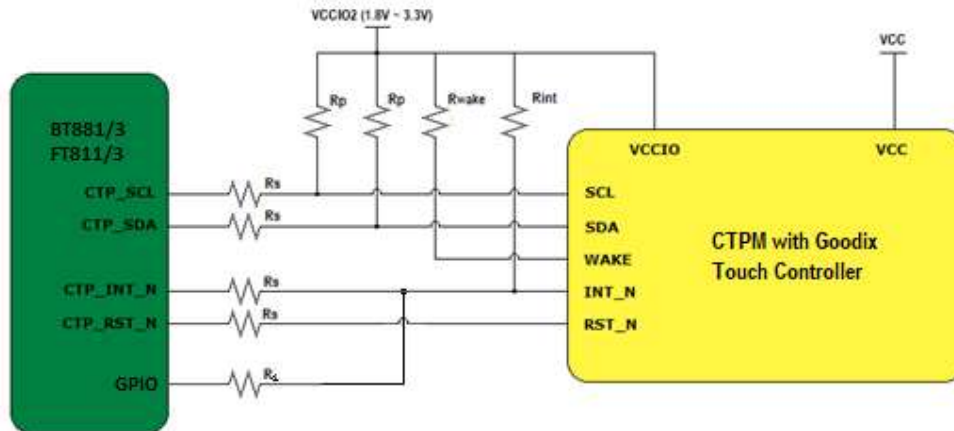 VCCIO2 (1.8V ~ 3.3V)
VCC
Rp
Rp
Rwake
Rint
BT881/3
FT811/3
VCCIO
VCC
CTP_SCL
Rs
SCL
CTP_SDA
Rs
SDA
WAKE
CTPM with Goodix
Touch Controller
CTP_INT_N
Rs
INT_N
CTP_RST_N
Rs
RST_N
GPIO